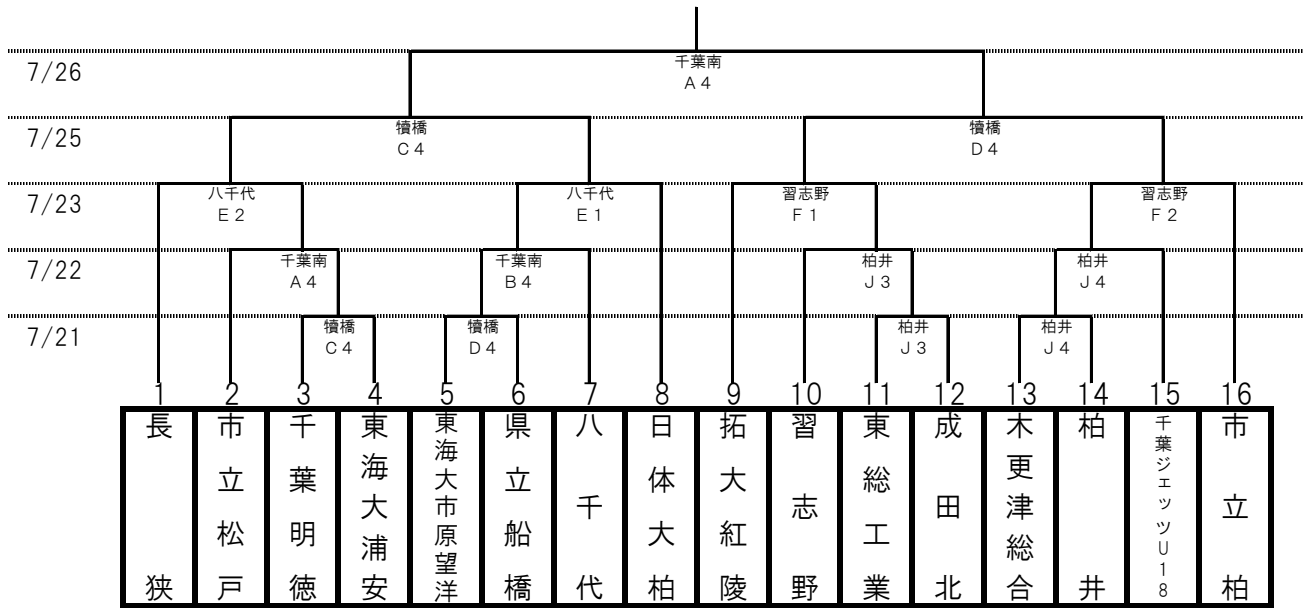 千葉南
7/26
A4
犢橋
犢橋
7/25
C4
D4
八千代
八千代
習志野
習志野
7/23
E2
E1
F1
F2
千葉南
千葉南
柏井
柏井
7/22
A4
B4
J3
J4
犢橋
犢橋
柏井
柏井
7/21
C4
D4
J3
J4
1 2 3 4 5 6 7 8 9 10 11 12 13 14 15 16
長狭
市立松戸
千葉明徳
東海大浦安
東海大市原望洋
県立船橋
八千代
日体大柏
拓大紅陵
習志野
東総工業
成田北
木更津総合
柏井
千葉ジェッツU18
市立柏